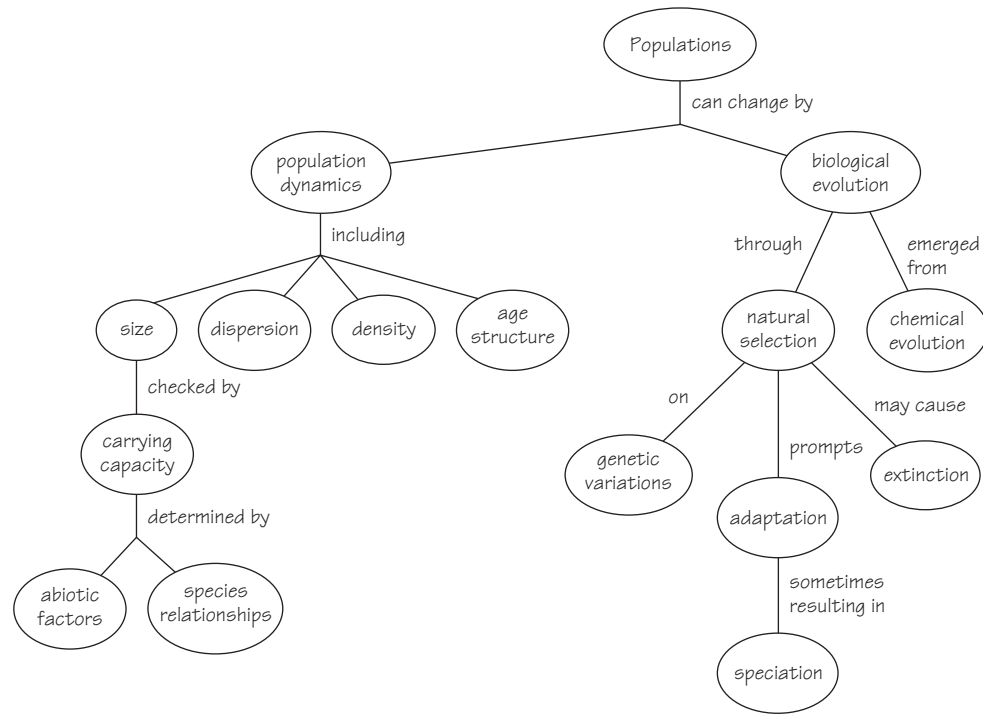 Populations
can change by
population
dynamics
biological
evolution
including
through
emerged
from
size
dispersion
density
age
structure
natural
selection
chemical
evolution
checked by
on
may cause
carrying
capacity
prompts
genetic
variations
extinction
determined by
adaptation
abiotic
factors
species
relationships
sometimes
resulting in
speciation